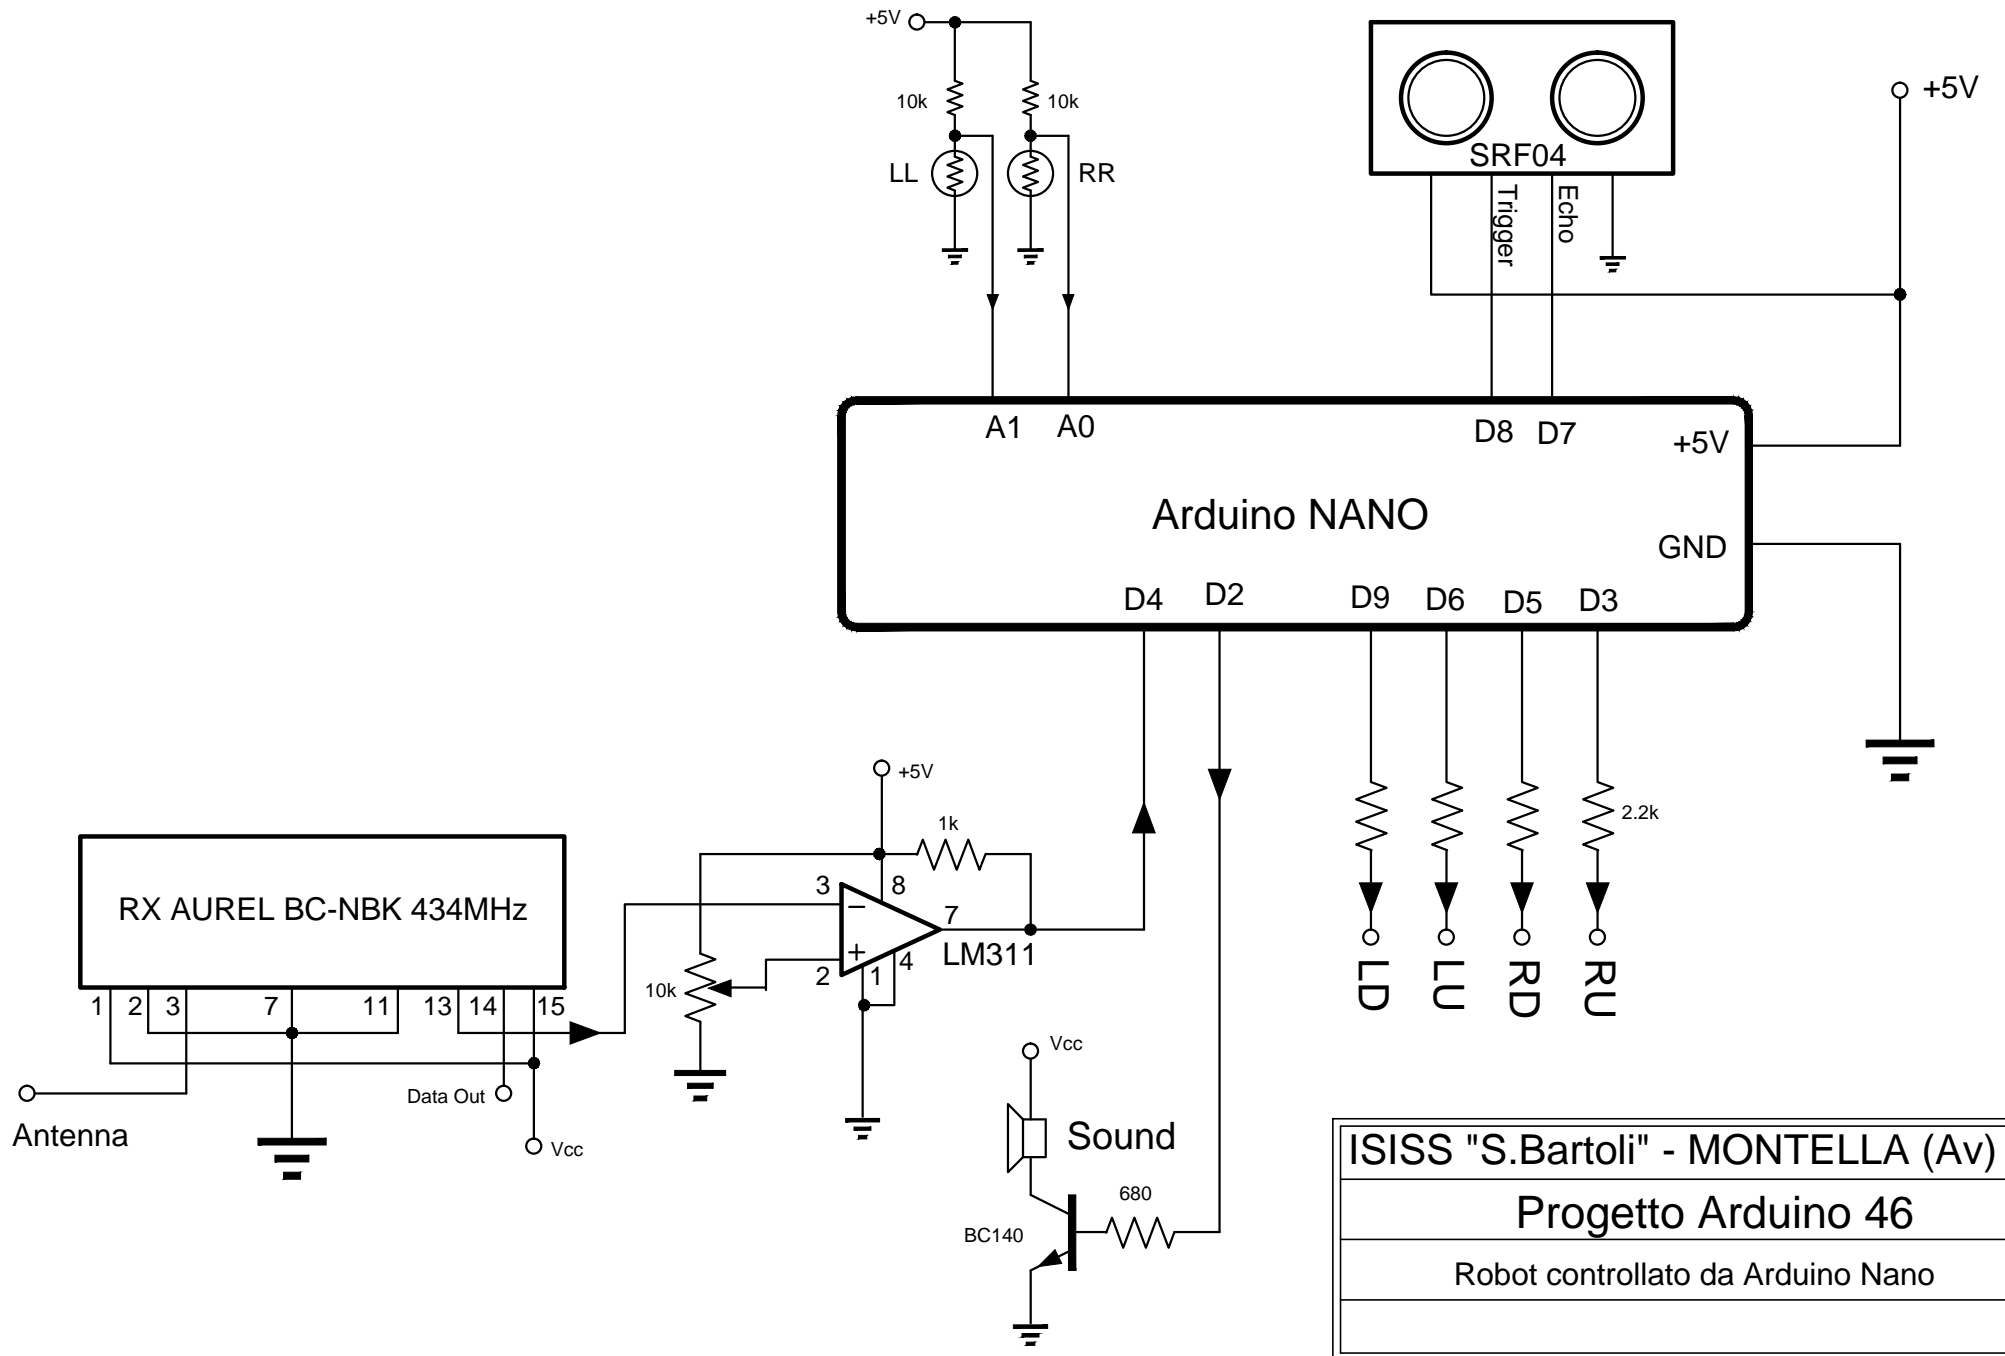 +5V
10k
10k
LL
RR
SRF04
Trigger
Echo
+5V
A1
A0
D8
D7
+5V
Arduino NANO
GND
D4
D2
D9
D6
D5
D3
+5V
1k
2.2k
RX AUREL BC-NBK 434MHz
3
8
7
LM311
2
1
4
10k
1
2
3
7
11
13
14
15
LD
LU
RD
RU
Antenna
Data Out
Vcc
Vcc
Sound
680
BC140
ISISS "S.Bartoli" - MONTELLA (Av)
Progetto Arduino 46
Robot controllato da Arduino Nano